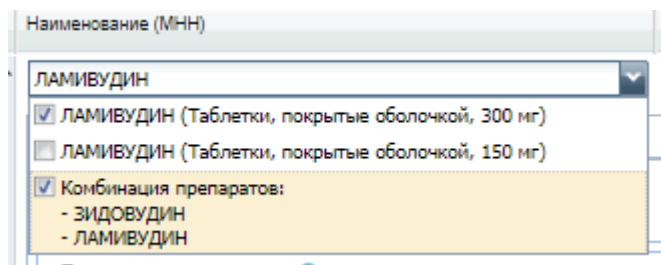 Наименование (МНН)
ЛАМИВУДИН
ЛАМИВУДИН (Таблетки, покрытые оболочкой, 300 мг)
ЛАМИВУДИН (Таблетки, покрытые оболочкой, 150 мг)
Комбинация препаратов:
- ЗИДОВУДИН
- ЛАМИВУДИН